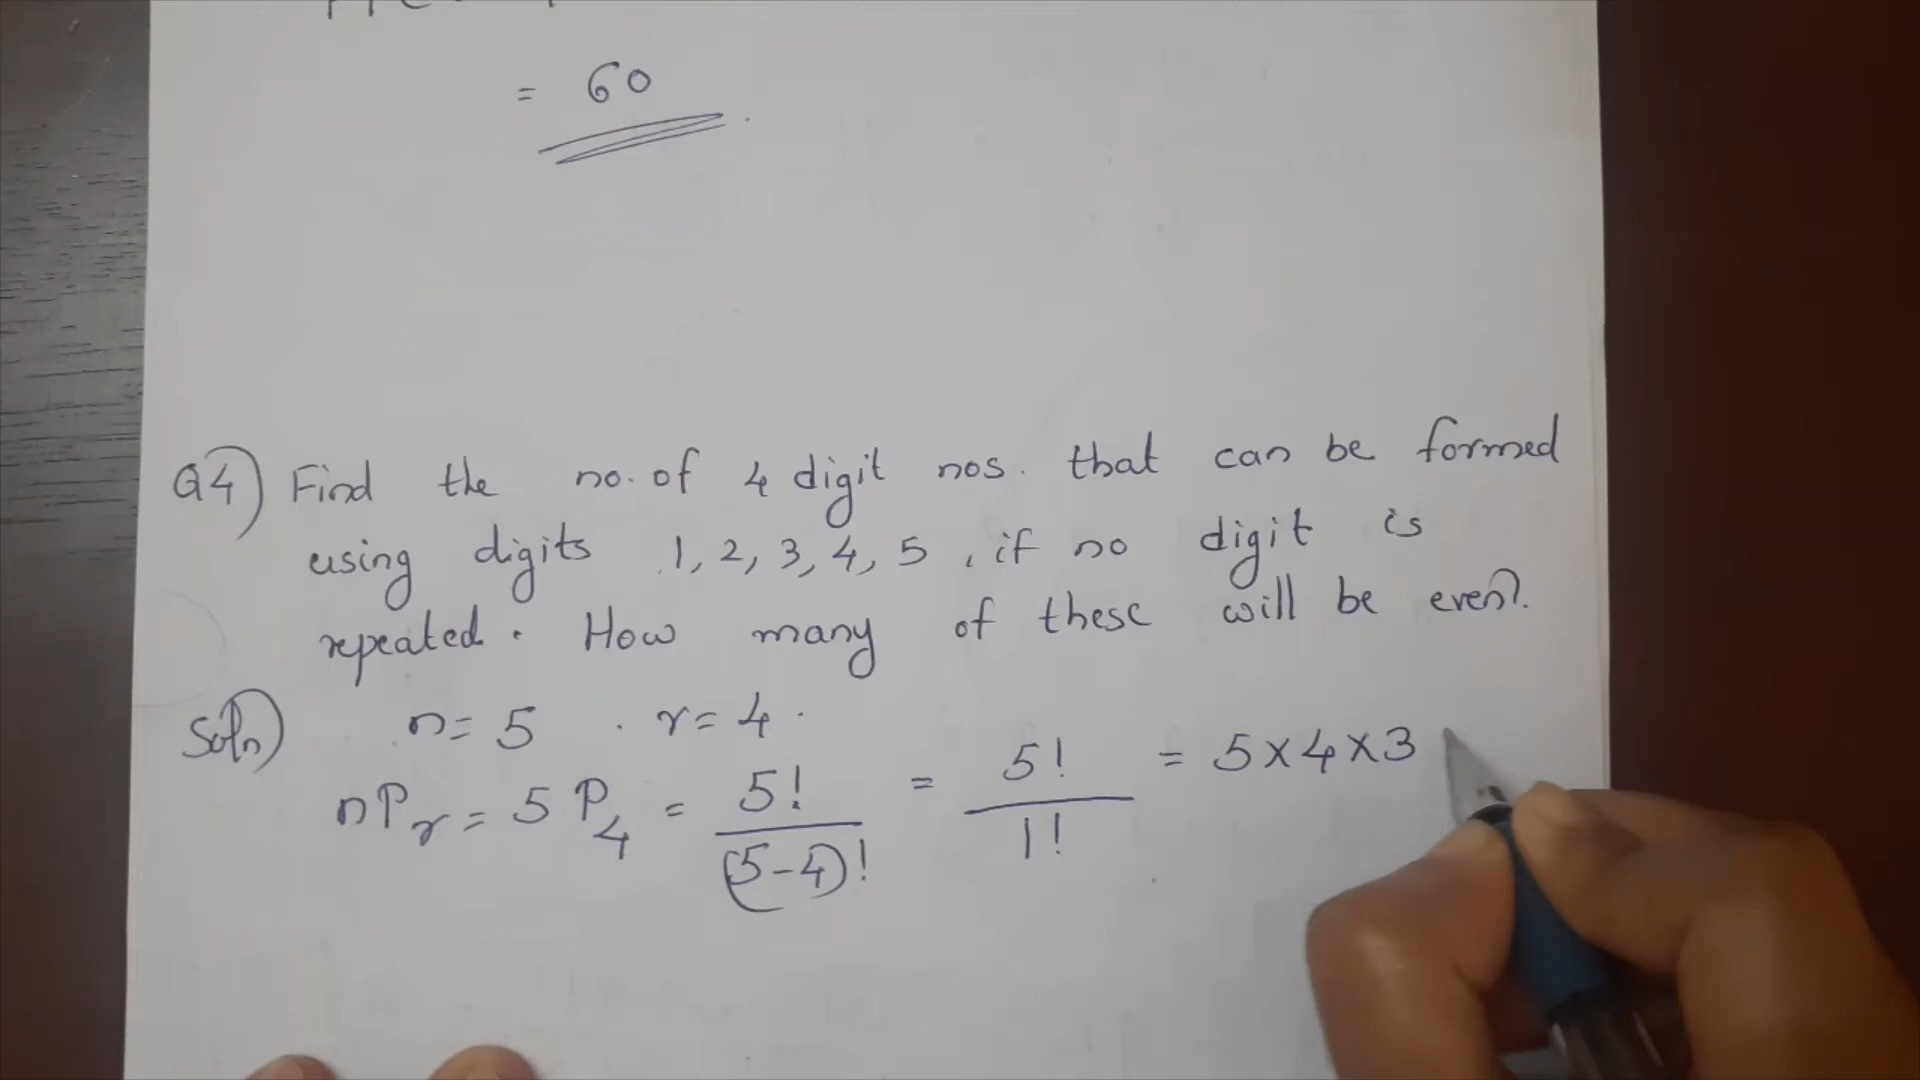 = 60
Q4) Find the no. of 4 digit nos. that can be formed
using digits 1, 2, 3, 4, 5, if no digit is
repeated. How many of these will be even?
Soln) n = 5 . r = 4 .
nPr = 5P4 = 5!/(5-4)! = 5!/1! = 5×4×3